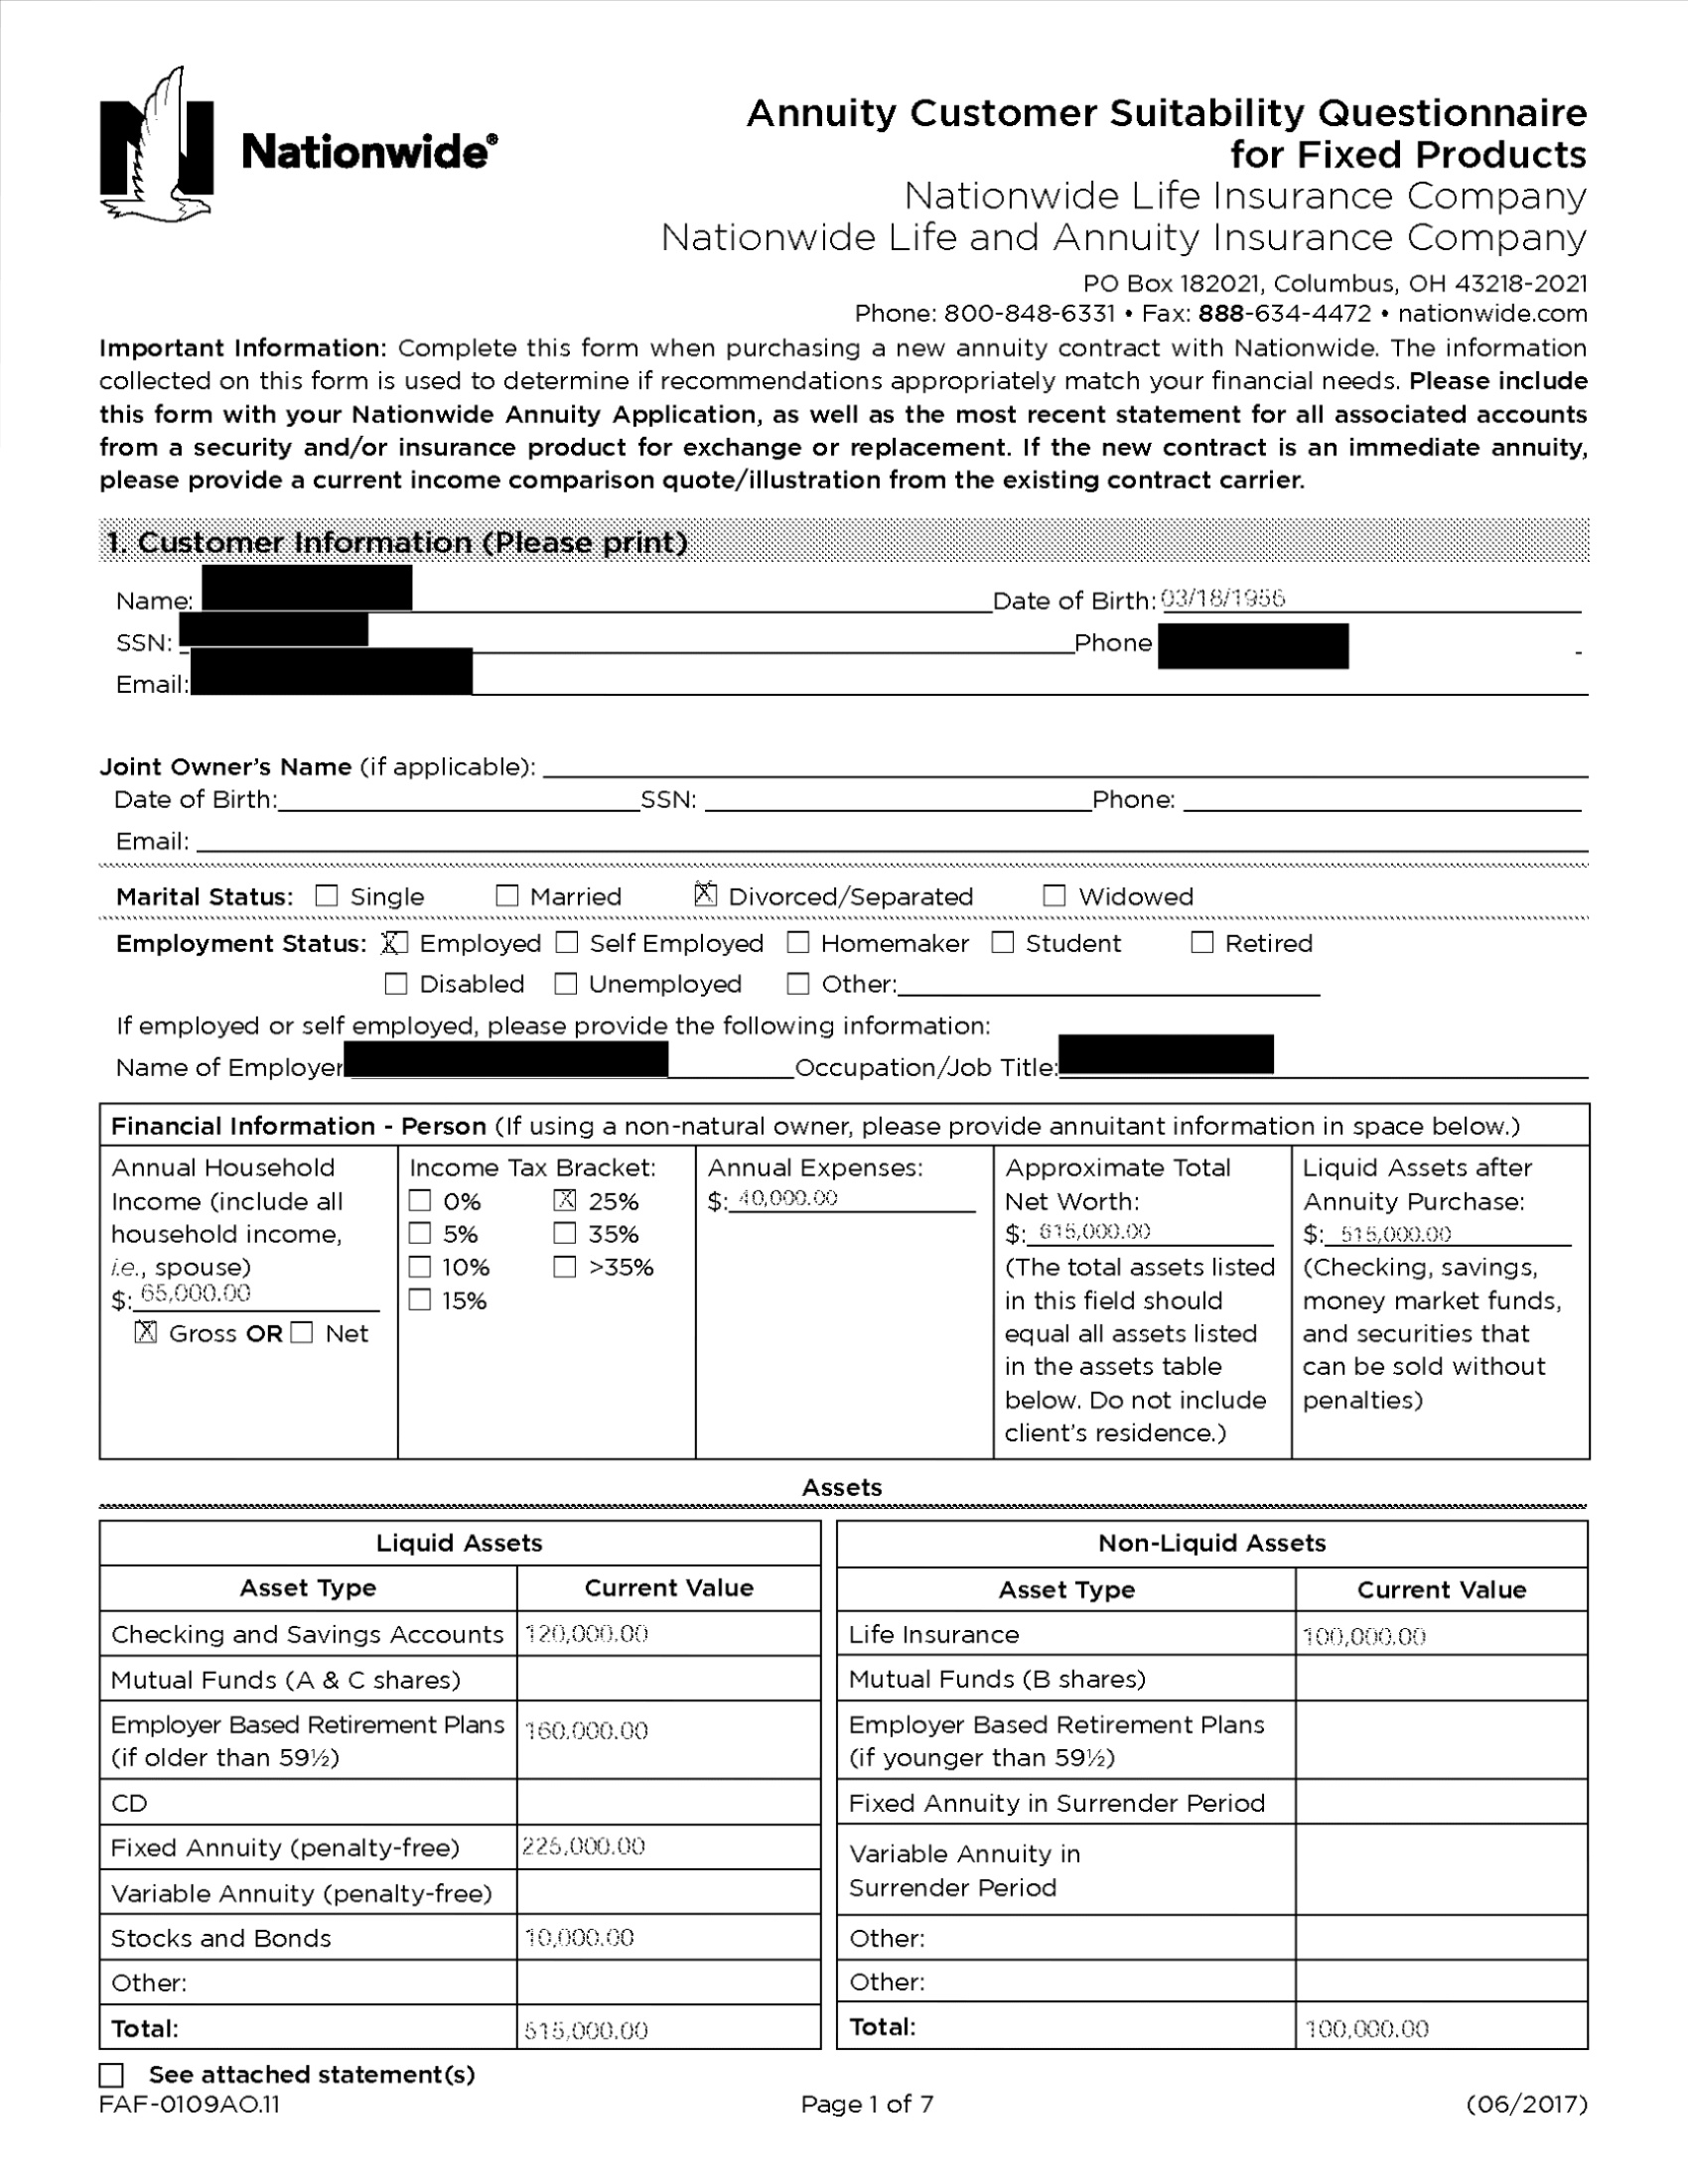 Nationwide®
Annuity Customer Suitability Questionnaire
for Fixed Products
Nationwide Life Insurance Company
Nationwide Life and Annuity Insurance Company
PO Box 182021, Columbus, OH 43218-2021
Phone: 800-848-6331 • Fax: 888-634-4472 • nationwide.com
Important Information: Complete this form when purchasing a new annuity contract with Nationwide. The information
collected on this form is used to determine if recommendations appropriately match your financial needs. Please include
this form with your Nationwide Annuity Application, as well as the most recent statement for all associated accounts
from a security and/or insurance product for exchange or replacement. If the new contract is an immediate annuity,
please provide a current income comparison quote/illustration from the existing contract carrier.
1. Customer Information (Please print)
Name: Date of Birth: 03/18/1956
SSN: Phone
Email:
Joint Owner's Name (if applicable):
Date of Birth: SSN: Phone:
Email:
Marital Status: ☐ Single ☐ Married ☒ Divorced/Separated ☐ Widowed
Employment Status: ☒ Employed ☐ Self Employed ☐ Homemaker ☐ Student ☐ Retired
☐ Disabled ☐ Unemployed ☐ Other:
If employed or self employed, please provide the following information:
Name of Employer Occupation/Job Title:
Financial Information - Person (If using a non-natural owner, please provide annuitant information in space below.)
Annual Household
Income (include all
household income,
i.e., spouse)
$: 65,000.00
☒ Gross OR ☐ Net
Income Tax Bracket:
☐ 0% ☒ 25%
☐ 5% ☐ 35%
☐ 10% ☐ >35%
☐ 15%
Annual Expenses:
$: 40,000.00
Approximate Total
Net Worth:
$: 615,000.00
(The total assets listed
in this field should
equal all assets listed
in the assets table
below. Do not include
client's residence.)
Liquid Assets after
Annuity Purchase:
$: 515,000.00
(Checking, savings,
money market funds,
and securities that
can be sold without
penalties)
Assets
Liquid Assets
Asset Type Current Value
Checking and Savings Accounts 120,000.00
Mutual Funds (A & C shares)
Employer Based Retirement Plans 160,000.00
(if older than 59½)
CD
Fixed Annuity (penalty-free) 225,000.00
Variable Annuity (penalty-free)
Stocks and Bonds 10,000.00
Other:
Total: 515,000.00
Non-Liquid Assets
Asset Type Current Value
Life Insurance 100,000.00
Mutual Funds (B shares)
Employer Based Retirement Plans
(if younger than 59½)
Fixed Annuity in Surrender Period
Variable Annuity in
Surrender Period
Other:
Other:
Total: 100,000.00
☐ See attached statement(s)
FAF-0109AO.11 Page 1 of 7 (06/2017)